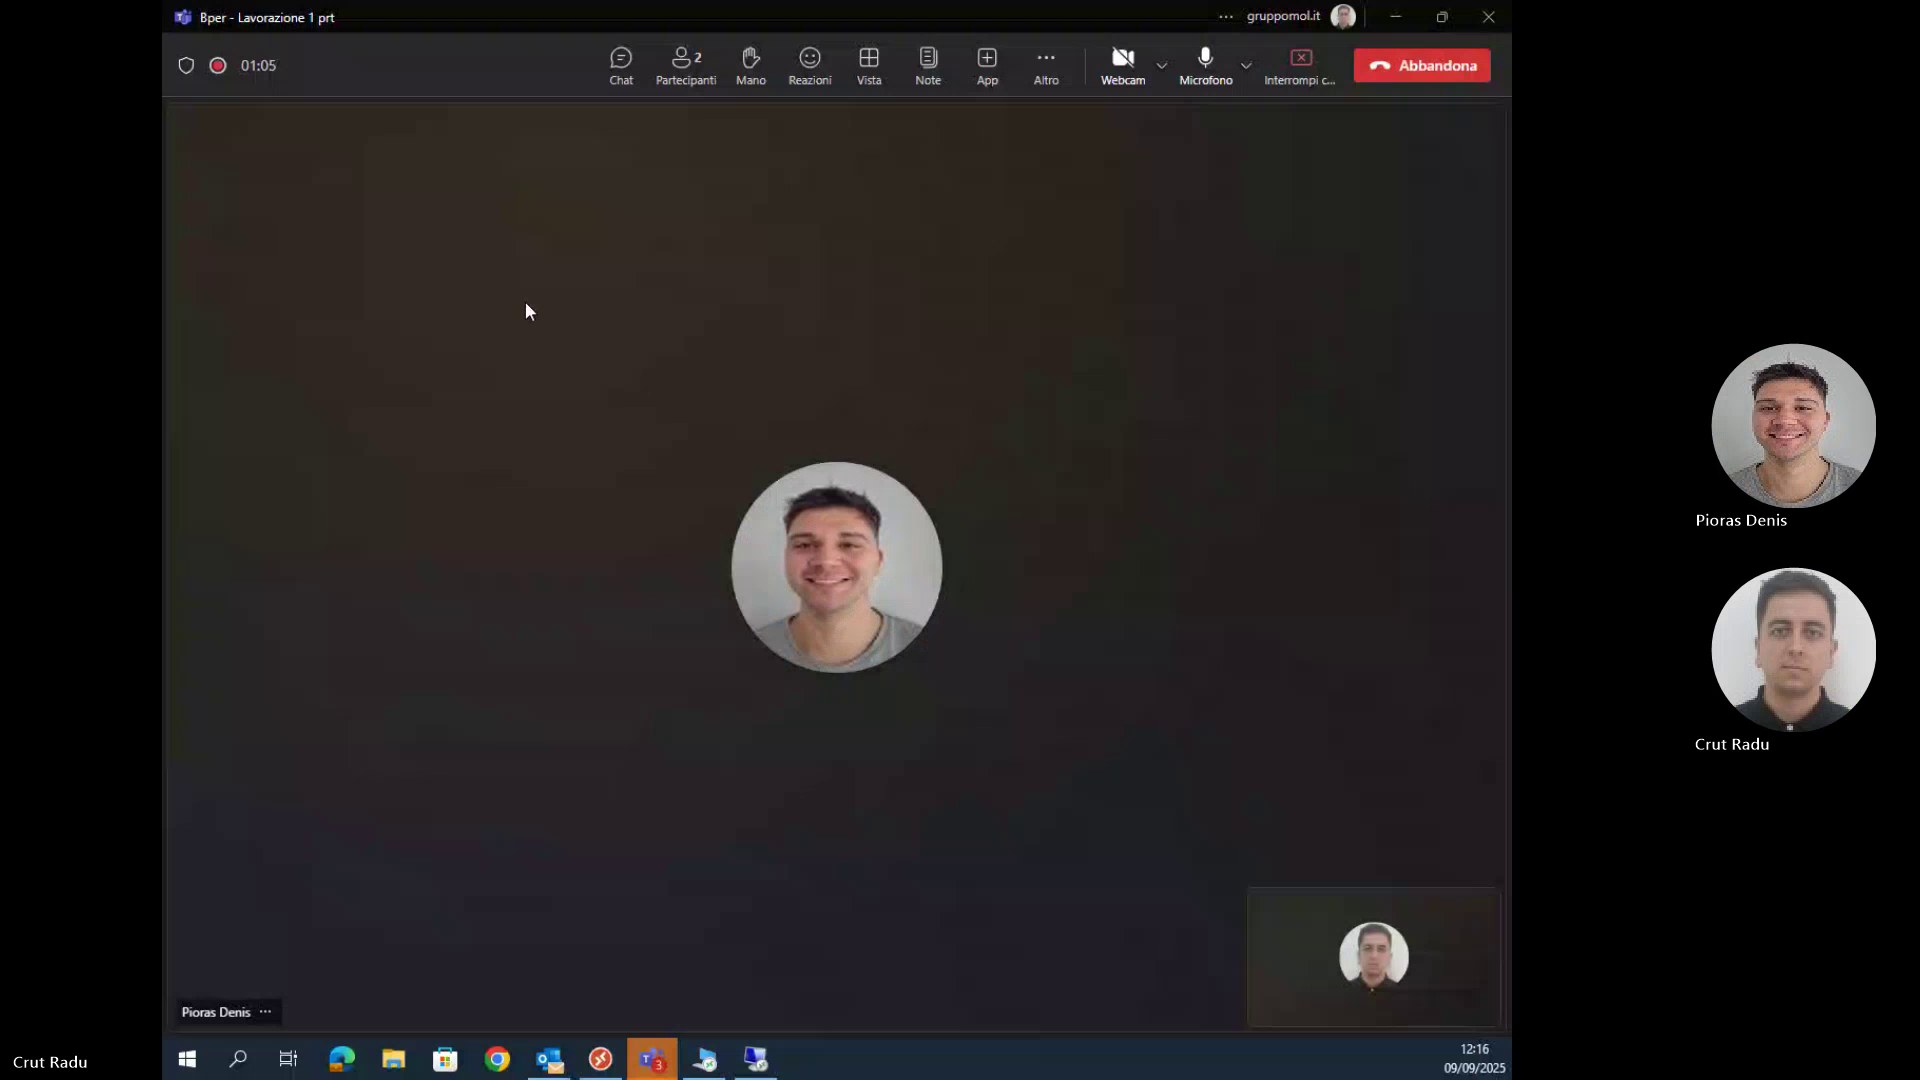 Bper - Lavorazione 1 prt
gruppomol.it
01:05
Chat
Partecipanti
2
Mano
Reazioni
Vista
Note
App
Altro
Webcam
Microfono
Interrompi c...
Abbandona
Pioras Denis
Crut Radu
Pioras Denis
Crut Radu
3
12:16
09/09/2025